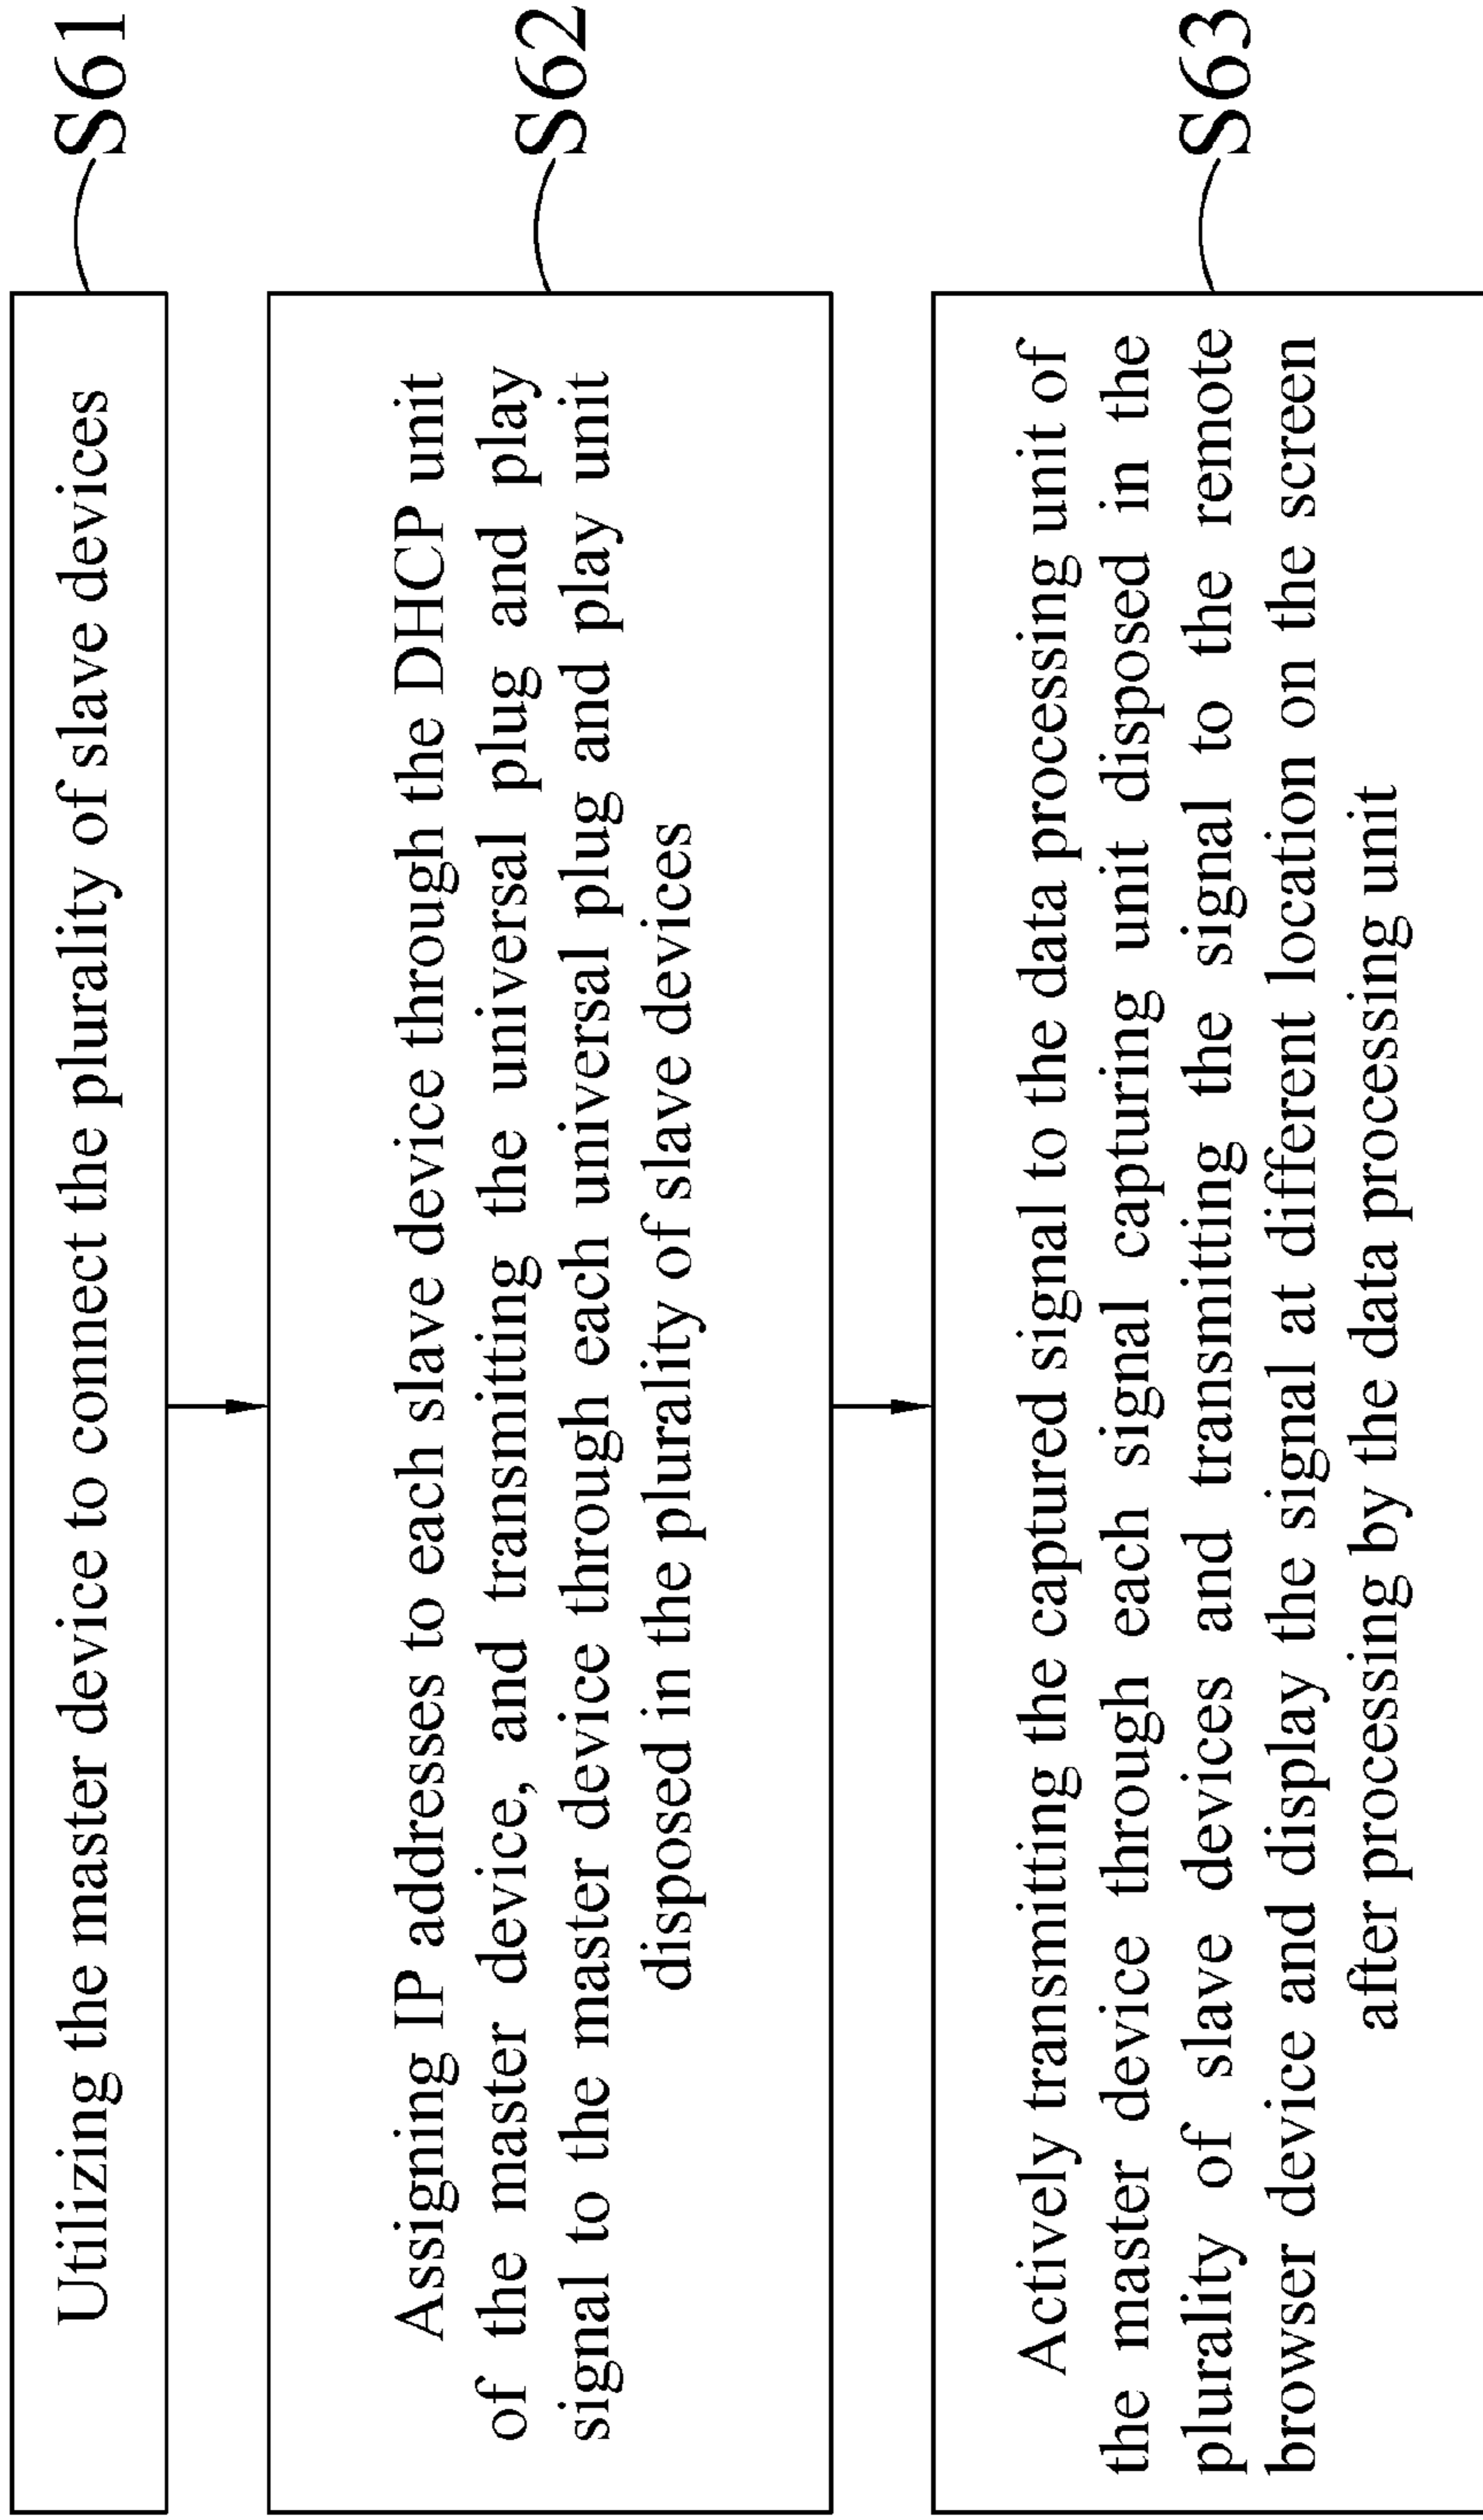 Utilizing the master device to connect the plurality of slave devices
S61
Assigning IP addresses to each slave device through the DHCP unit
of the master device, and transmitting the universal plug and play
signal to the master device through each universal plug and play unit
disposed in the plurality of slave devices
S62
Actively transmitting the captured signal to the data processing unit of
the master device through each signal capturing unit disposed in the
plurality of slave devices and transmitting the signal to the remote
browser device and display the signal at different location on the screen
after processing by the data processing unit
S63